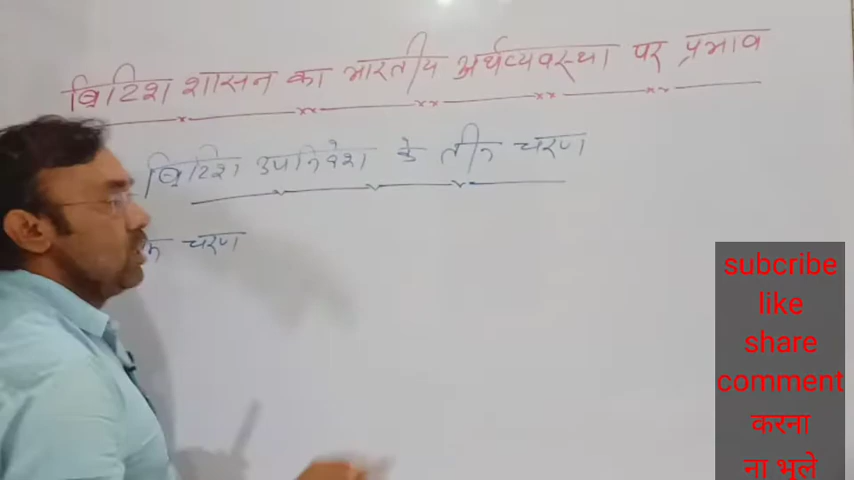 ब्रिटिश शासन का भारतीय अर्थव्यवस्था पर प्रभाव
ब्रिटिश उपनिवेश के तीन चरण
चरण
subcribe
like
share
comment
करना
ना भूले